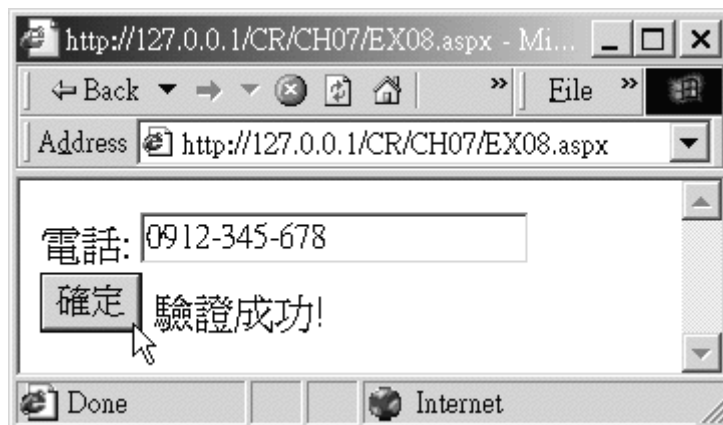 http://127.0.0.1/CR/CH07/EX08.aspx - Mi...
Back » File »
Address http://127.0.0.1/CR/CH07/EX08.aspx
電話: 0912-345-678
確定 驗證成功!
Done Internet